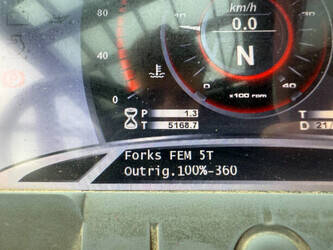 km/h
80
0.0
N
0
0
40
x100 rpm
P 1.3
T 5168.7
T
D 21.
Forks FEM 5T
Outrig.100%-360